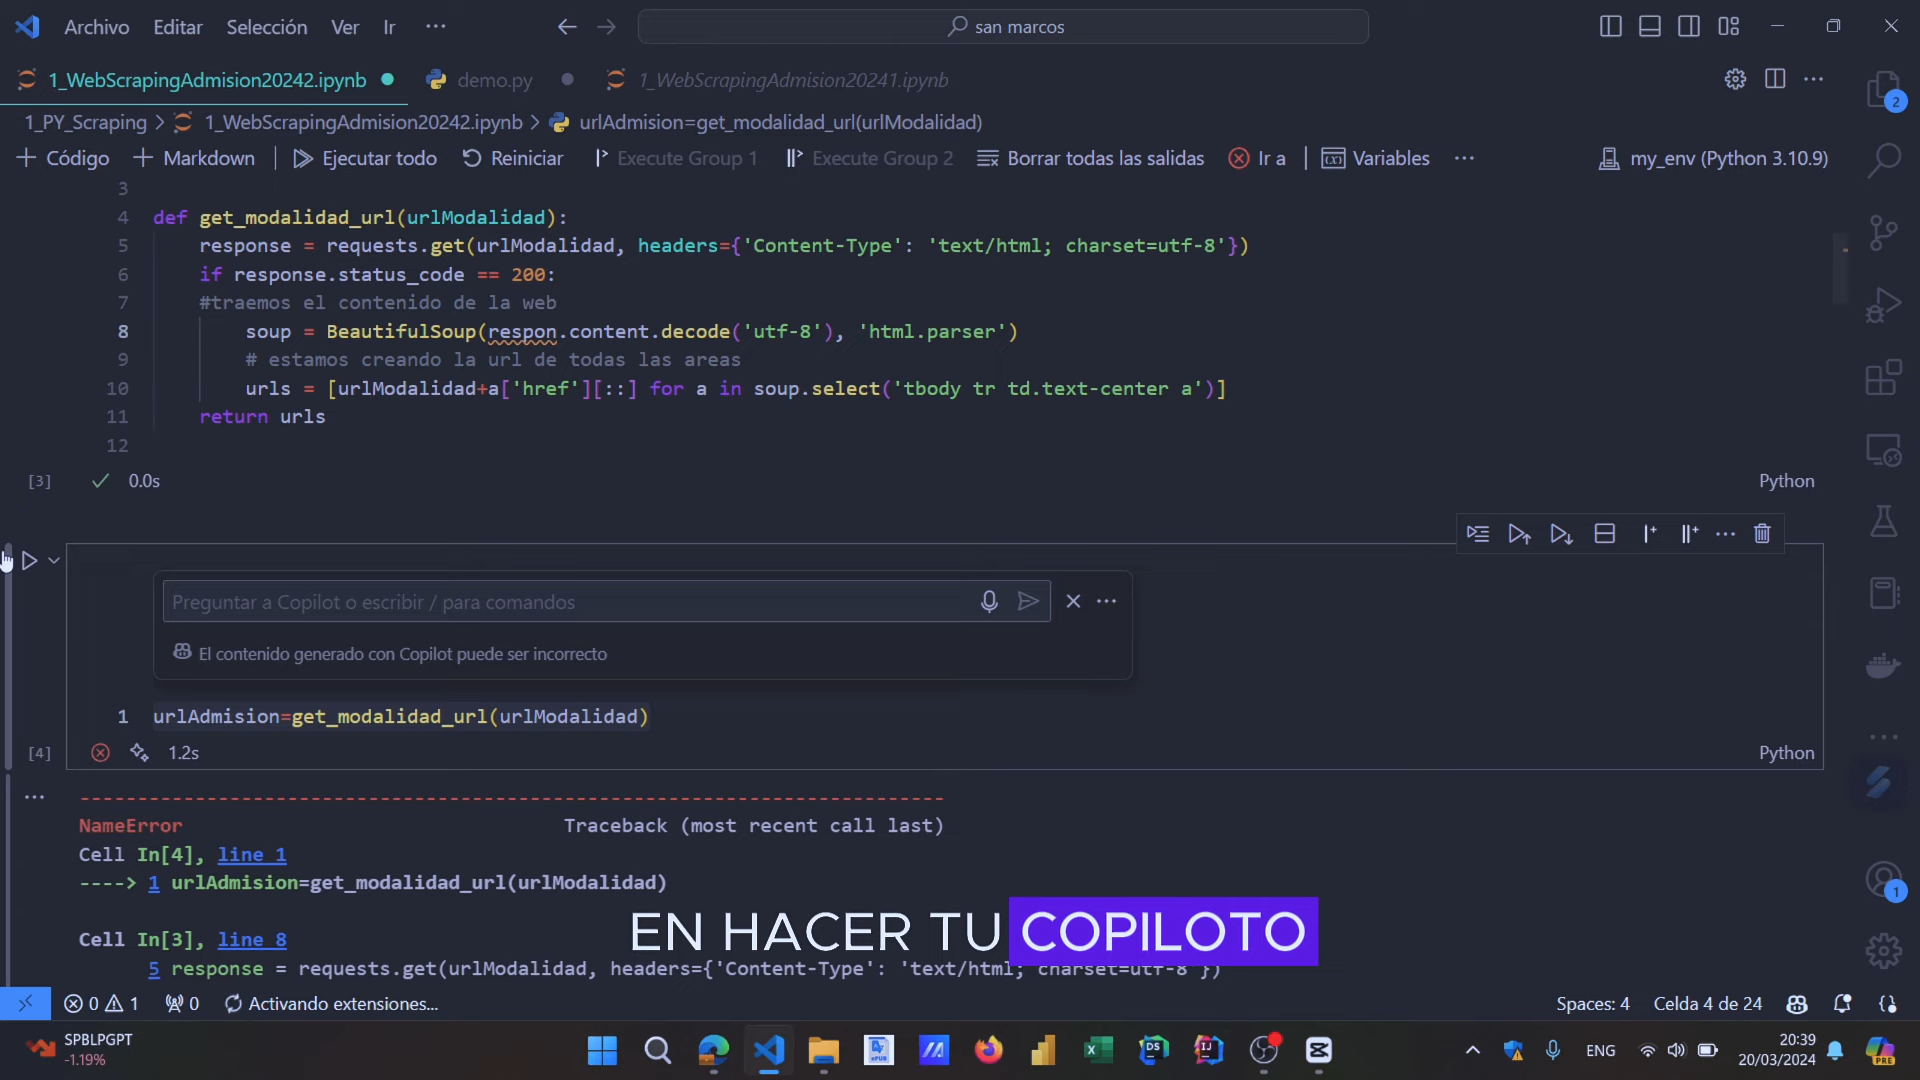 Archivo Editar Selección Ver Ir ··· san marcos
1_WebScrapingAdmision20242.ipynb demo.py 1_WebScrapingAdmision20241.ipynb
1_PY_Scraping > 1_WebScrapingAdmision20242.ipynb > urlAdmision=get_modalidad_url(urlModalidad)
+ Código + Markdown | Ejecutar todo Reiniciar Execute Group 1 Execute Group 2 Borrar todas las salidas Ir a | Variables ··· my_env (Python 3.10.9)
2
3
4 def get_modalidad_url(urlModalidad):
5 response = requests.get(urlModalidad, headers={'Content-Type': 'text/html; charset=utf-8'})
6 if response.status_code == 200:
7 #traemos el contenido de la web
8 soup = BeautifulSoup(respon.content.decode('utf-8'), 'html.parser')
9 # estamos creando la url de todas las areas
10 urls = [urlModalidad+a['href'][::] for a in soup.select('tbody tr td.text-center a')]
11 return urls
12
[3] 0.0s Python
Preguntar a Copilot o escribir / para comandos
El contenido generado con Copilot puede ser incorrecto
1 urlAdmision=get_modalidad_url(urlModalidad)
[4] 1.2s Python
---------------------------------------------------------------------------
NameError Traceback (most recent call last)
Cell In[4], line 1
----> 1 urlAdmision=get_modalidad_url(urlModalidad)
EN HACER TU COPILOTO
Cell In[3], line 8
5 response = requests.get(urlModalidad, headers={'Content-Type': 'text/html; charset=utf-8'})
0 1 0 Activando extensiones... Spaces: 4 Celda 4 de 24
1
SPBLPGPT
-1.19%
ENG
20:39
20/03/2024
PRE